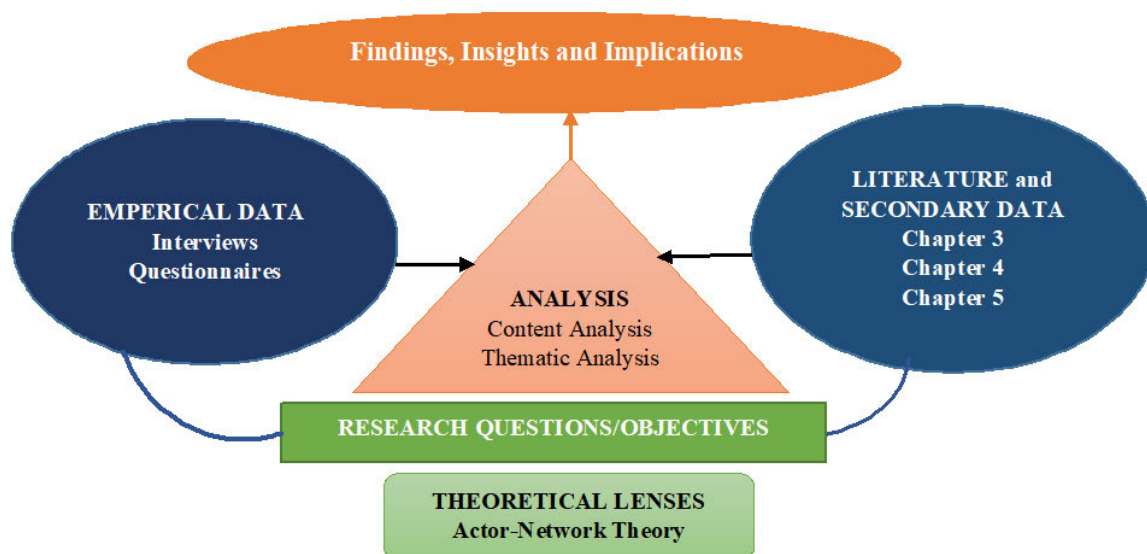 Findings, Insights and Implications
EMPERICAL DATA
Interviews
Questionnaires
LITERATURE and
SECONDARY DATA
Chapter 3
Chapter 4
Chapter 5
ANALYSIS
Content Analysis
Thematic Analysis
RESEARCH QUESTIONS/OBJECTIVES
THEORETICAL LENSES
Actor-Network Theory